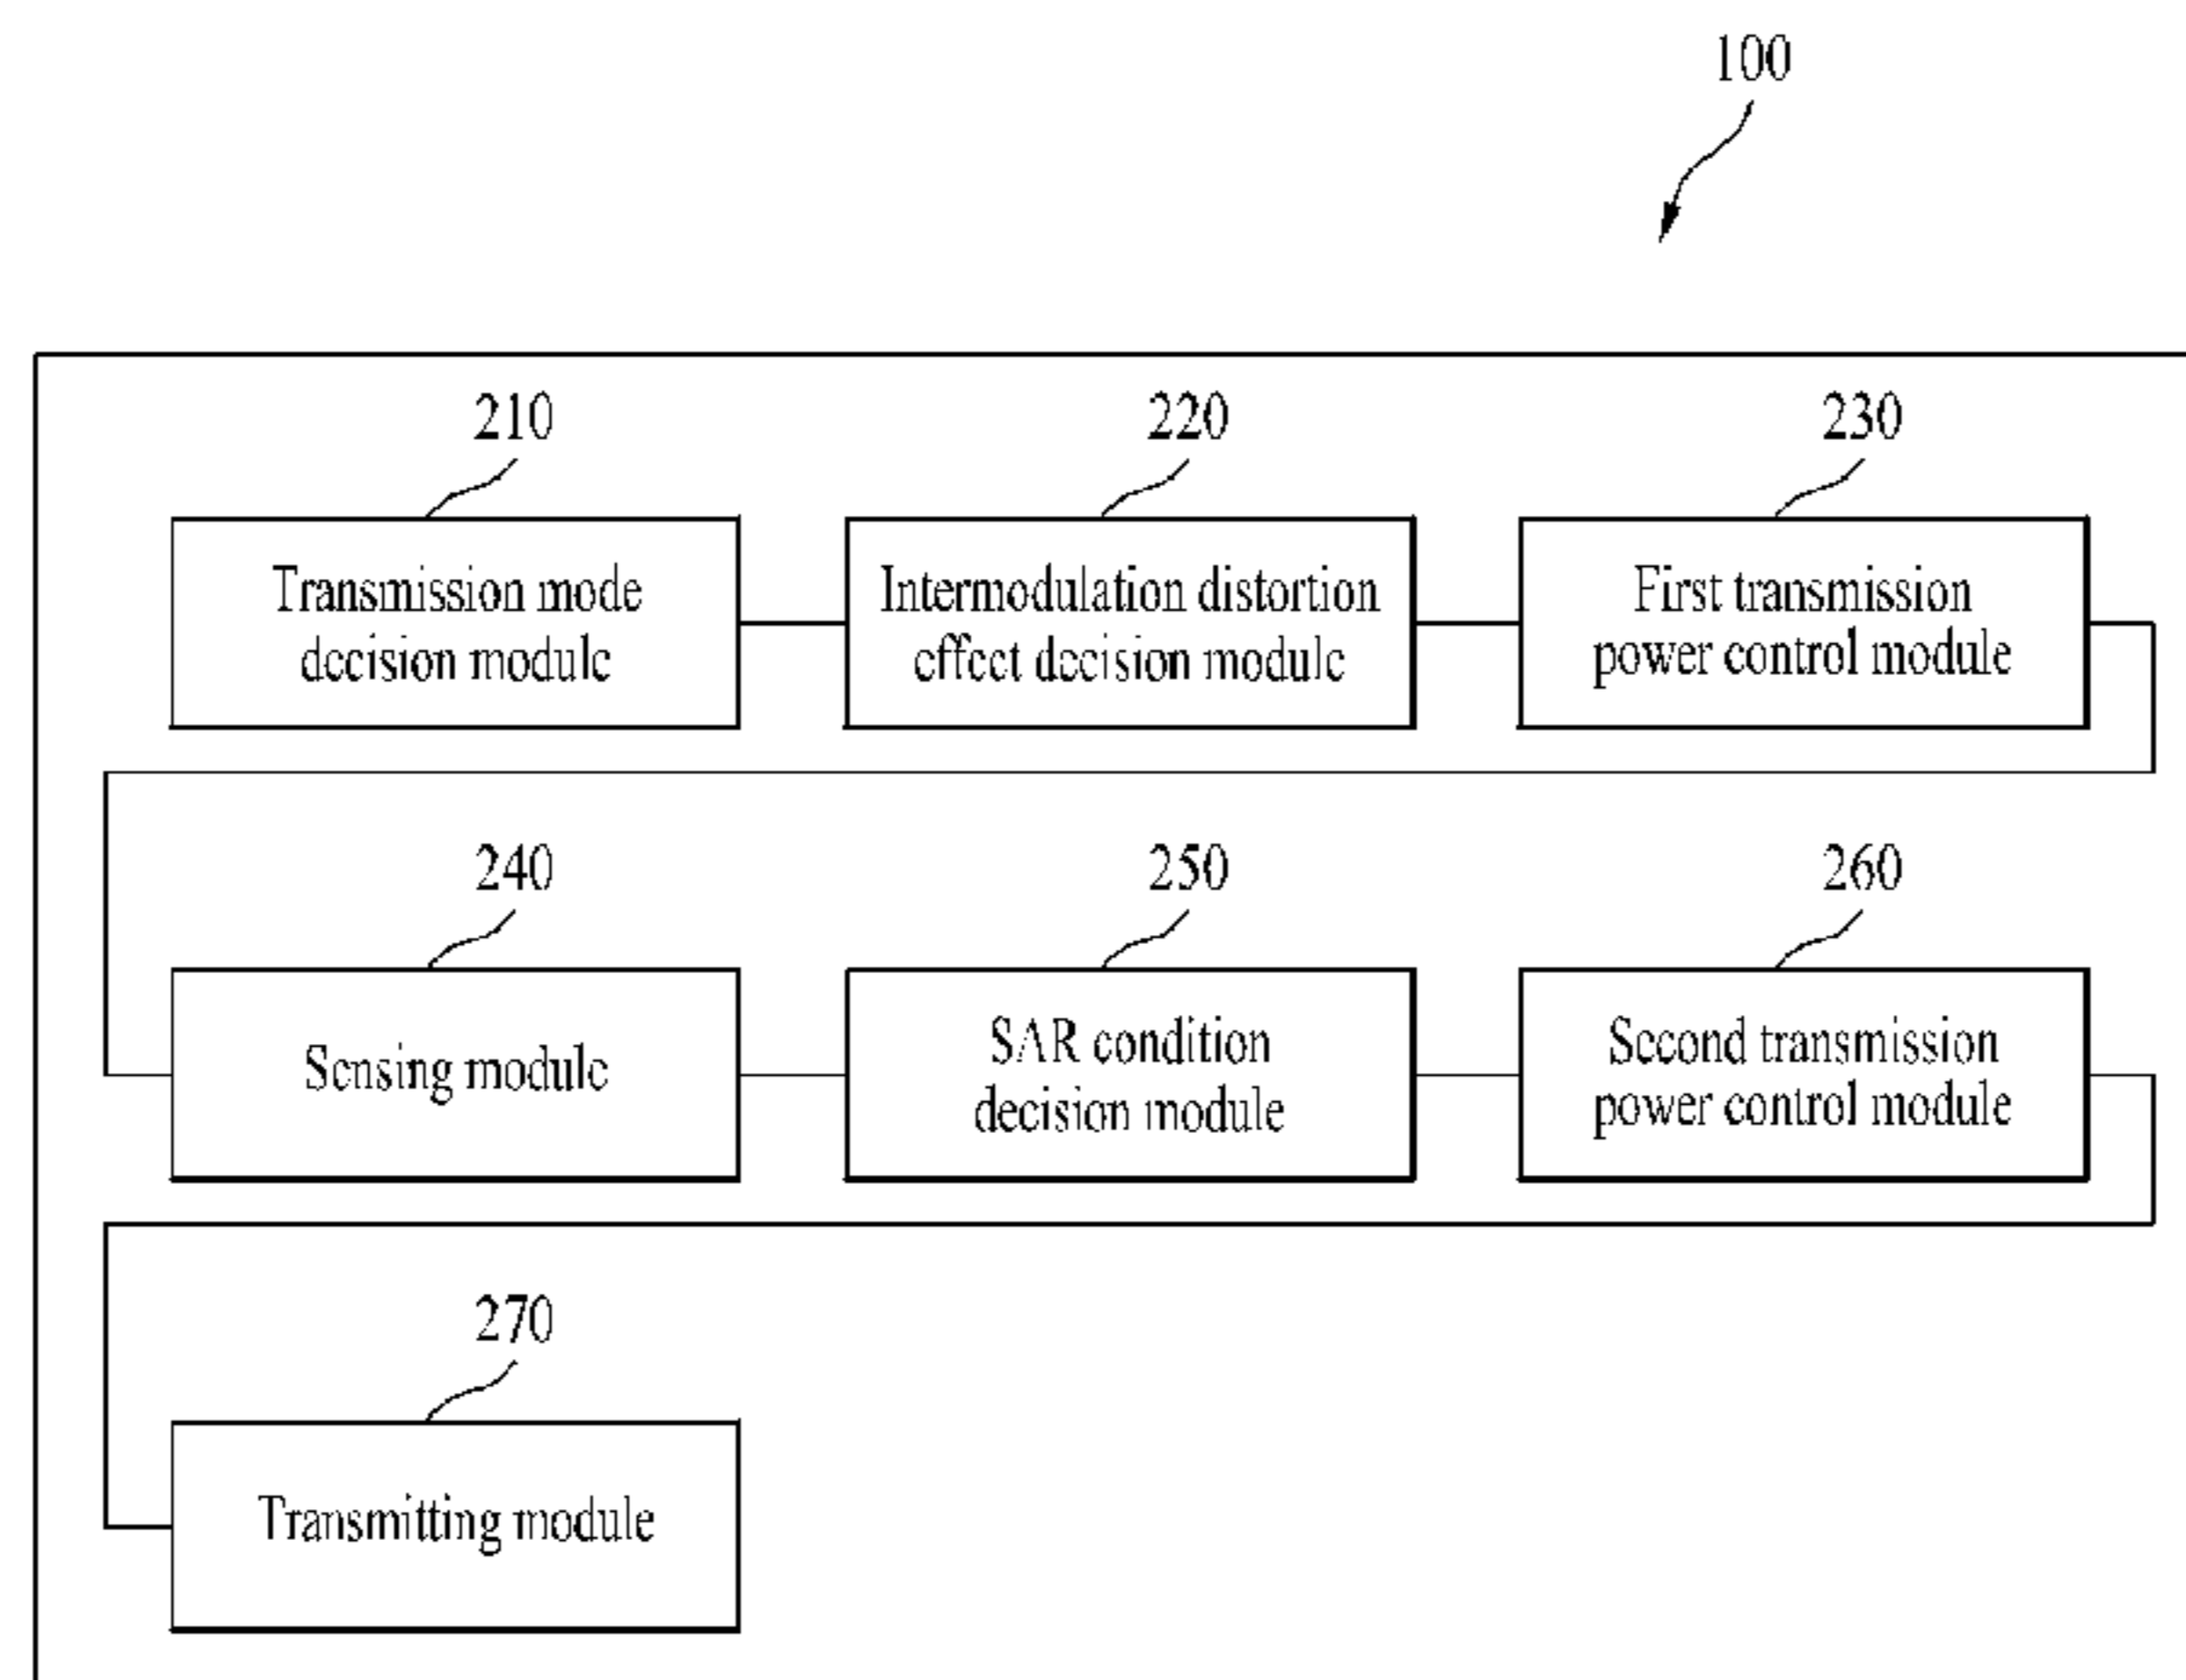 100
210
220
230
Transmission mode
decision module
Intermodulation distortion
effect decision module
First transmission
power control module
240
250
260
Sensing module
SAR condition
decision module
Second transmission
power control module
270
Transmitting module